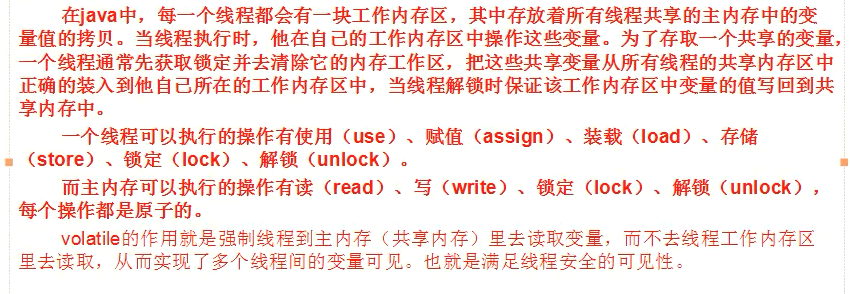 在java中，每一个线程都会有一块工作内存区，其中存放着所有线程共享的主内存中的变
量值的拷贝。当线程执行时，他在自己的工作内存区中操作这些变量。为了存取一个共享的变量，
一个线程通常先获取锁定并去清除它的内存工作区，把这些共享变量从所有线程的共享内存区中
正确的装入到他自己所在的工作内存区中，当线程解锁时保证该工作内存区中变量的值写回到共
享内存中。
一个线程可以执行的操作有使用（use）、赋值（assign）、装载（load）、存储
（store）、锁定（lock）、解锁（unlock）。
而主内存可以执行的操作有读（read）、写（write）、锁定（lock）、解锁（unlock），
每个操作都是原子的。
volatile的作用就是强制线程到主内存（共享内存）里去读取变量，而不去线程工作内存区
里去读取，从而实现了多个线程间的变量可见。也就是满足线程安全的可见性。